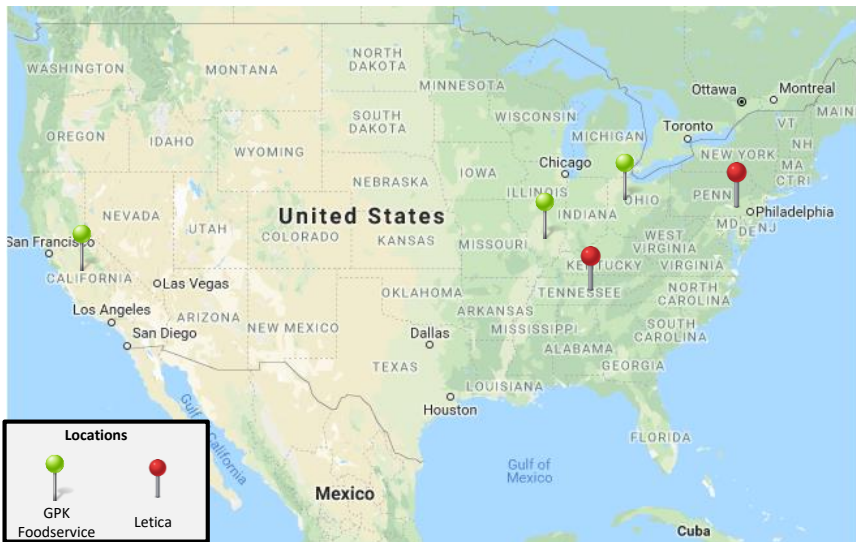 NORTH
DAKOTA
WASHINGTON
MONTANA
MINNESOTA
Ottawa
Montreal
MAIN
VT
SOUTH
DAKOTA
WISCONSIN
MICHIGAN
Toronto
OREGON
IDAHO
WYOMING
NH
NEW YORK
MA
CT RI
Chicago
IOWA
NEBRASKA
ILLINOIS
OHIO
PENN
NEVADA
UTAH
United States
INDIANA
Philadelphia
MD
DE
NJ
San Francisco
COLORADO
KANSAS
MISSOURI
WEST
VIRGINIA
KENTUCKY
VIRGINIA
CALIFORNIA
Las Vegas
OKLAHOMA
TENNESSEE
NORTH
CAROLINA
Los Angeles
ARIZONA
NEW MEXICO
ARKANSAS
MISSISSIPPI
SOUTH
CAROLINA
San Diego
Dallas
ALABAMA
GEORGIA
TEXAS
LOUISIANA
Houston
Gulf of
California
FLORIDA
Gulf of
Mexico
Mexico
Cuba
Locations
GPK
Foodservice
Letica